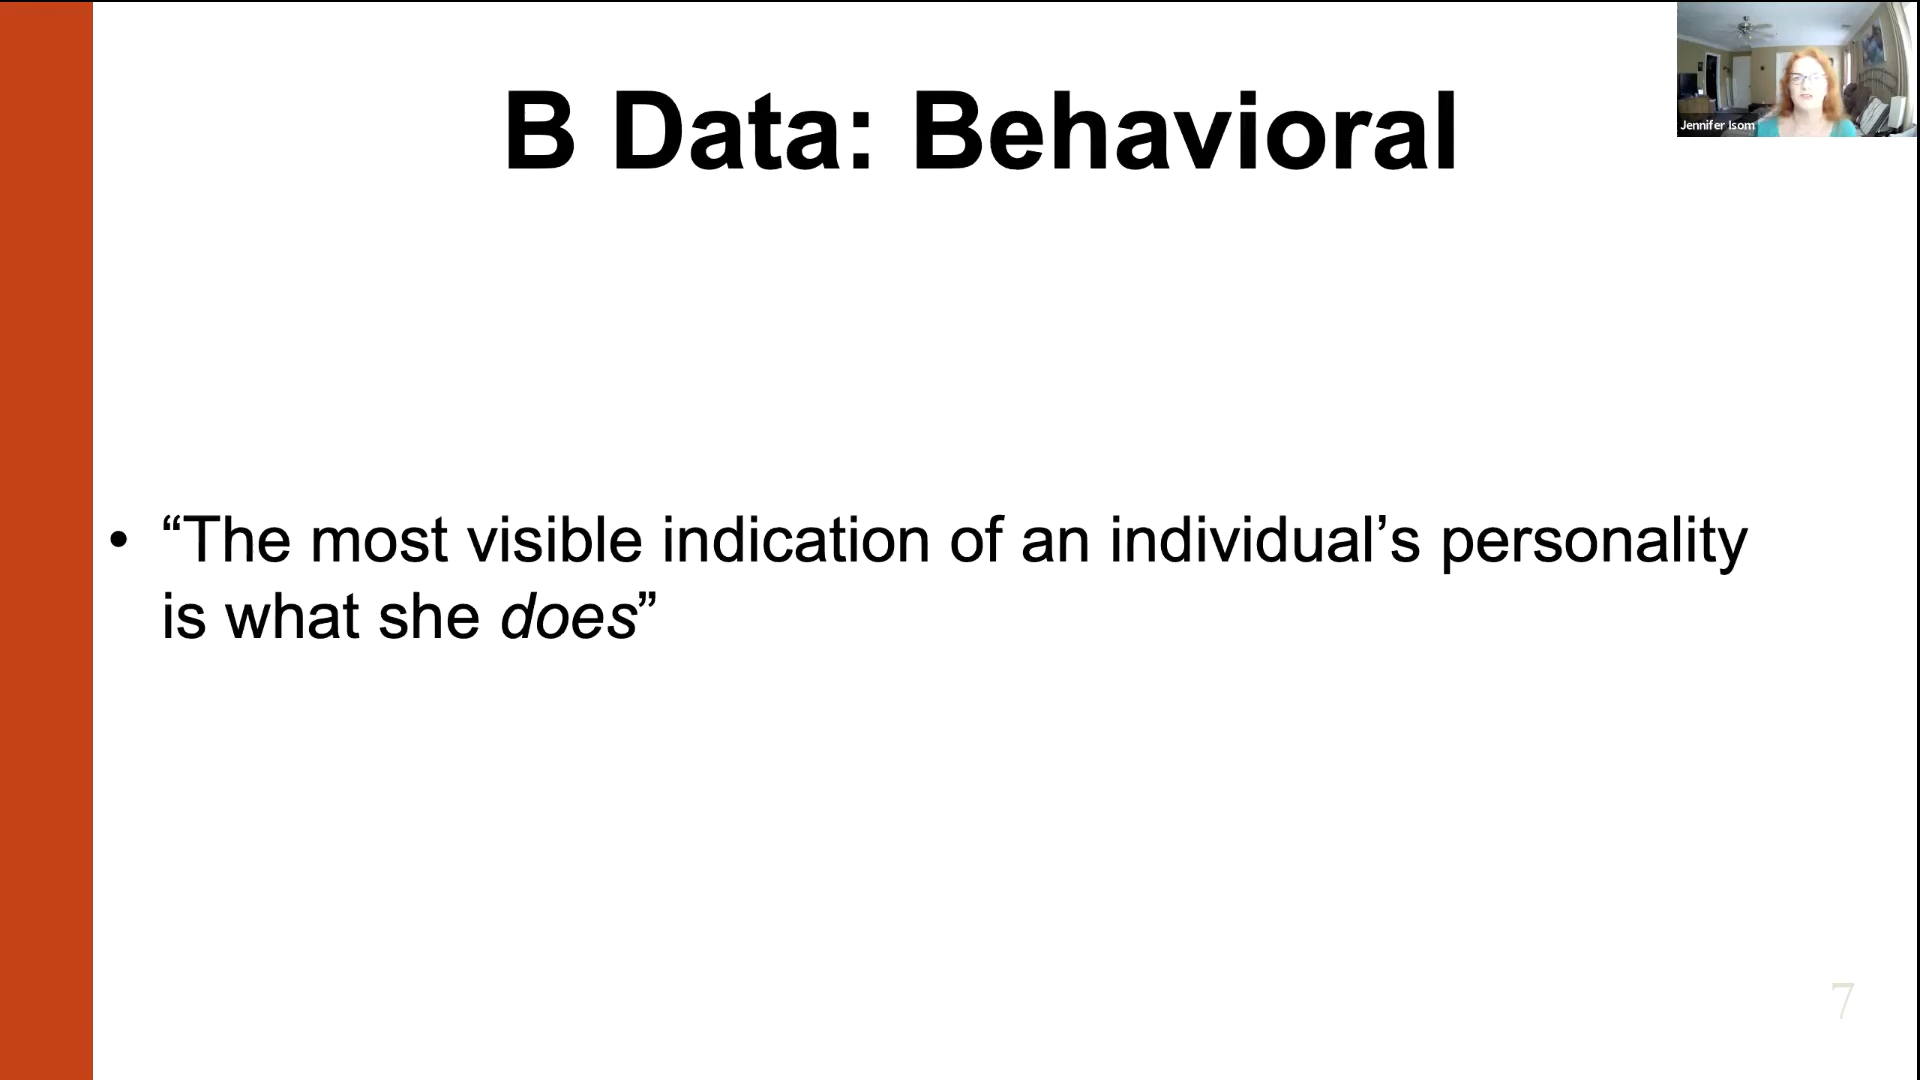 B Data: Behavioral
Jennifer Isom
• “The most visible indication of an individual’s personality
is what she does”
7